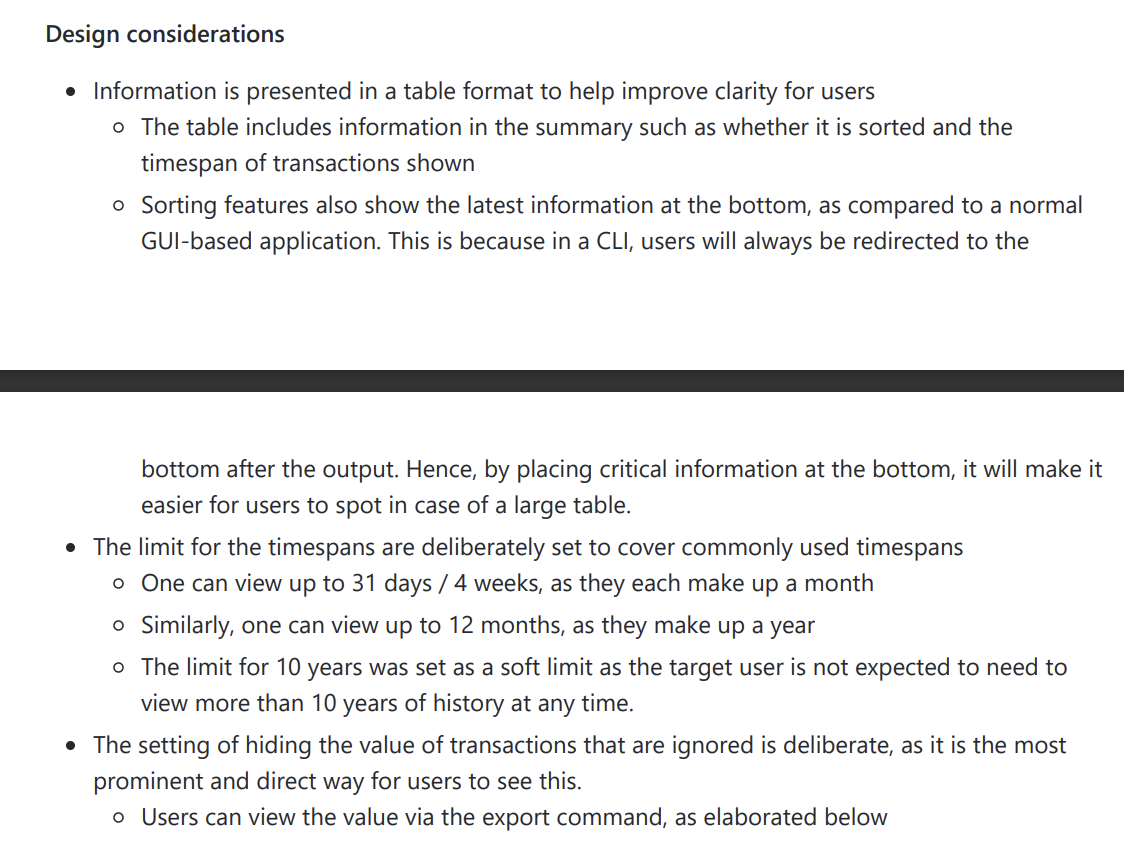 Design considerations
Information is presented in a table format to help improve clarity for users
The table includes information in the summary such as whether it is sorted and the
timespan of transactions shown
Sorting features also show the latest information at the bottom, as compared to a normal
GUI-based application. This is because in a CLI, users will always be redirected to the
bottom after the output. Hence, by placing critical information at the bottom, it will make it
easier for users to spot in case of a large table.
The limit for the timespans are deliberately set to cover commonly used timespans
One can view up to 31 days / 4 weeks, as they each make up a month
Similarly, one can view up to 12 months, as they make up a year
The limit for 10 years was set as a soft limit as the target user is not expected to need to
view more than 10 years of history at any time.
The setting of hiding the value of transactions that are ignored is deliberate, as it is the most
prominent and direct way for users to see this.
Users can view the value via the export command, as elaborated below